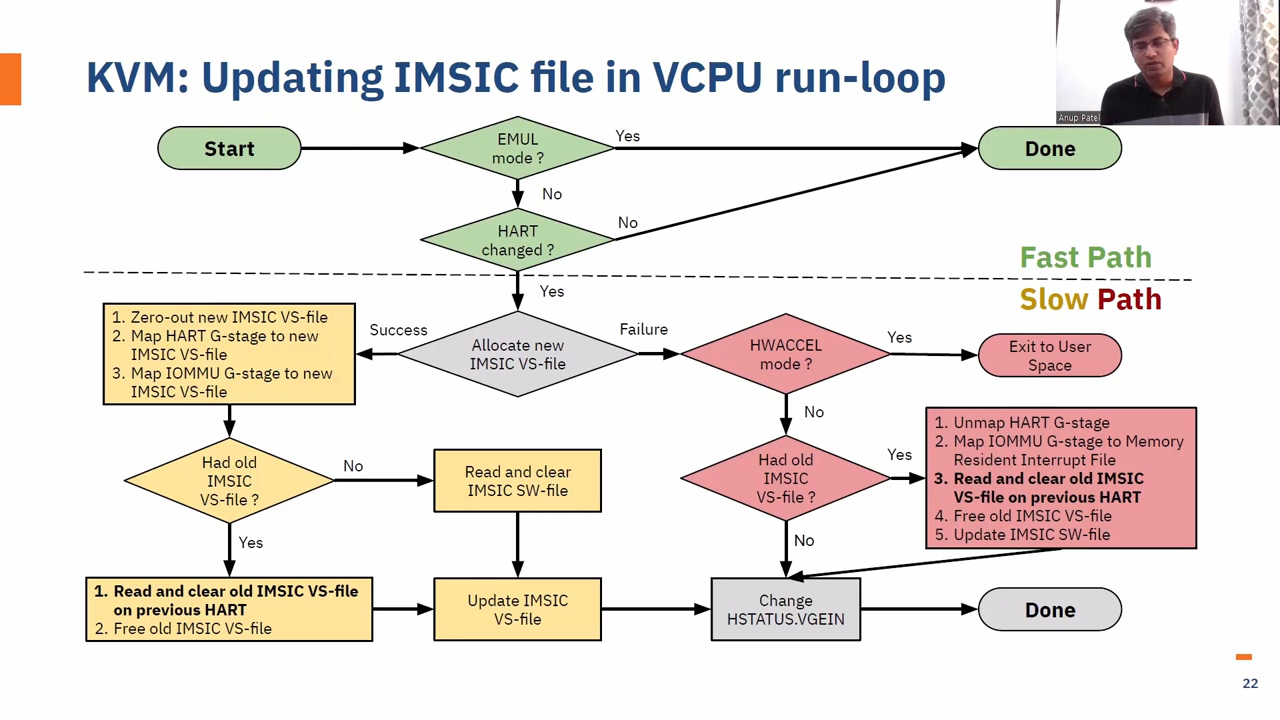 KVM: Updating IMSIC file in VCPU run-loop
Anup Patel
Start
EMUL
mode ?
Yes
Done
No
HART
changed ?
No
Fast Path
Yes
Slow Path
1. Zero-out new IMSIC VS-file
2. Map HART G-stage to new
IMSIC VS-file
3. Map IOMMU G-stage to new
IMSIC VS-file
Success
Allocate new
IMSIC VS-file
Failure
HWACCEL
mode ?
Yes
Exit to User
Space
No
Had old
IMSIC
VS-file ?
No
Read and clear
IMSIC SW-file
Had old
IMSIC
VS-file ?
Yes
1. Unmap HART G-stage
2. Map IOMMU G-stage to Memory
Resident Interrupt File
3. Read and clear old IMSIC
VS-file on previous HART
4. Free old IMSIC VS-file
5. Update IMSIC SW-file
Yes
No
1. Read and clear old IMSIC VS-file
on previous HART
2. Free old IMSIC VS-file
Update IMSIC
VS-file
Change
HSTATUS.VGEIN
Done
22